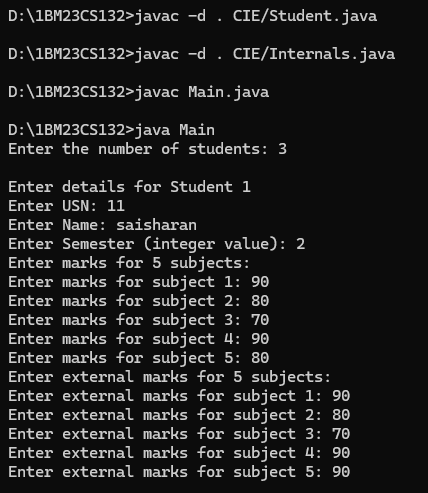 D:\1BM23CS132>javac -d . CIE/Student.java
D:\1BM23CS132>javac -d . CIE/Internals.java
D:\1BM23CS132>javac Main.java
D:\1BM23CS132>java Main
Enter the number of students: 3
Enter details for Student 1
Enter USN: 11
Enter Name: saisharan
Enter Semester (integer value): 2
Enter marks for 5 subjects:
Enter marks for subject 1: 90
Enter marks for subject 2: 80
Enter marks for subject 3: 70
Enter marks for subject 4: 90
Enter marks for subject 5: 80
Enter external marks for 5 subjects:
Enter external marks for subject 1: 90
Enter external marks for subject 2: 80
Enter external marks for subject 3: 70
Enter external marks for subject 4: 90
Enter external marks for subject 5: 90